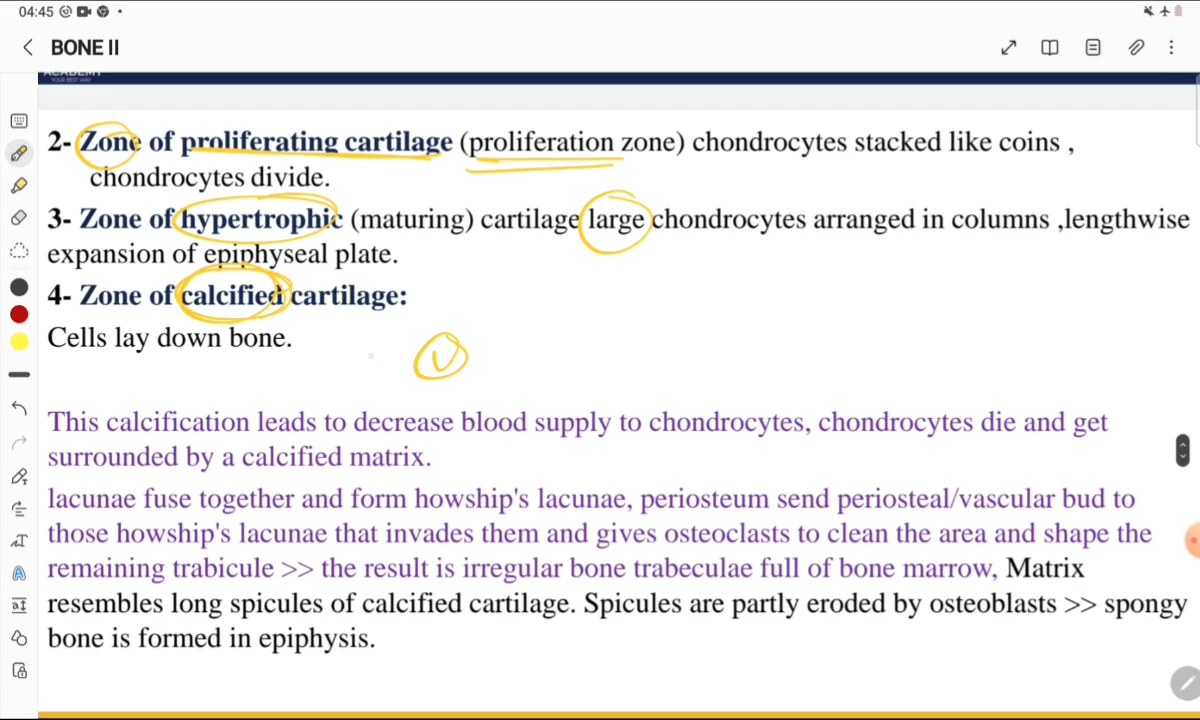 04:45
BONE II
ACADEMY
YOUR BEST WAY
2- Zone of proliferating cartilage (proliferation zone) chondrocytes stacked like coins ,
chondrocytes divide.
3- Zone of hypertrophic (maturing) cartilage large chondrocytes arranged in columns ,lengthwise
expansion of epiphyseal plate.
4- Zone of calcified cartilage:
Cells lay down bone.
This calcification leads to decrease blood supply to chondrocytes, chondrocytes die and get
surrounded by a calcified matrix.
lacunae fuse together and form howship's lacunae, periosteum send periosteal/vascular bud to
those howship's lacunae that invades them and gives osteoclasts to clean the area and shape the
remaining trabicule >> the result is irregular bone trabeculae full of bone marrow, Matrix
resembles long spicules of calcified cartilage. Spicules are partly eroded by osteoblasts >> spongy
bone is formed in epiphysis.